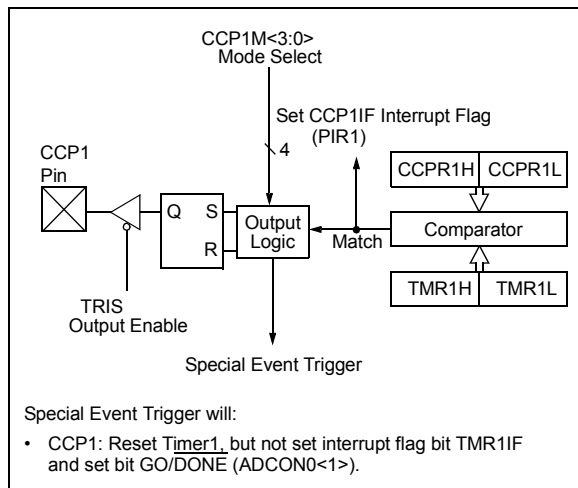 CCP1M<3:0>
Mode Select
Set CCP1IF Interrupt Flag
(PIR1)
4
CCP1
Pin
CCPR1H CCPR1L
Q S
R
Output
Logic
Match
Comparator
TRIS
Output Enable
TMR1H TMR1L
Special Event Trigger
Special Event Trigger will:
• CCP1: Reset Timer1, but not set interrupt flag bit TMR1IF
and set bit GO/DONE (ADCON0<1>).